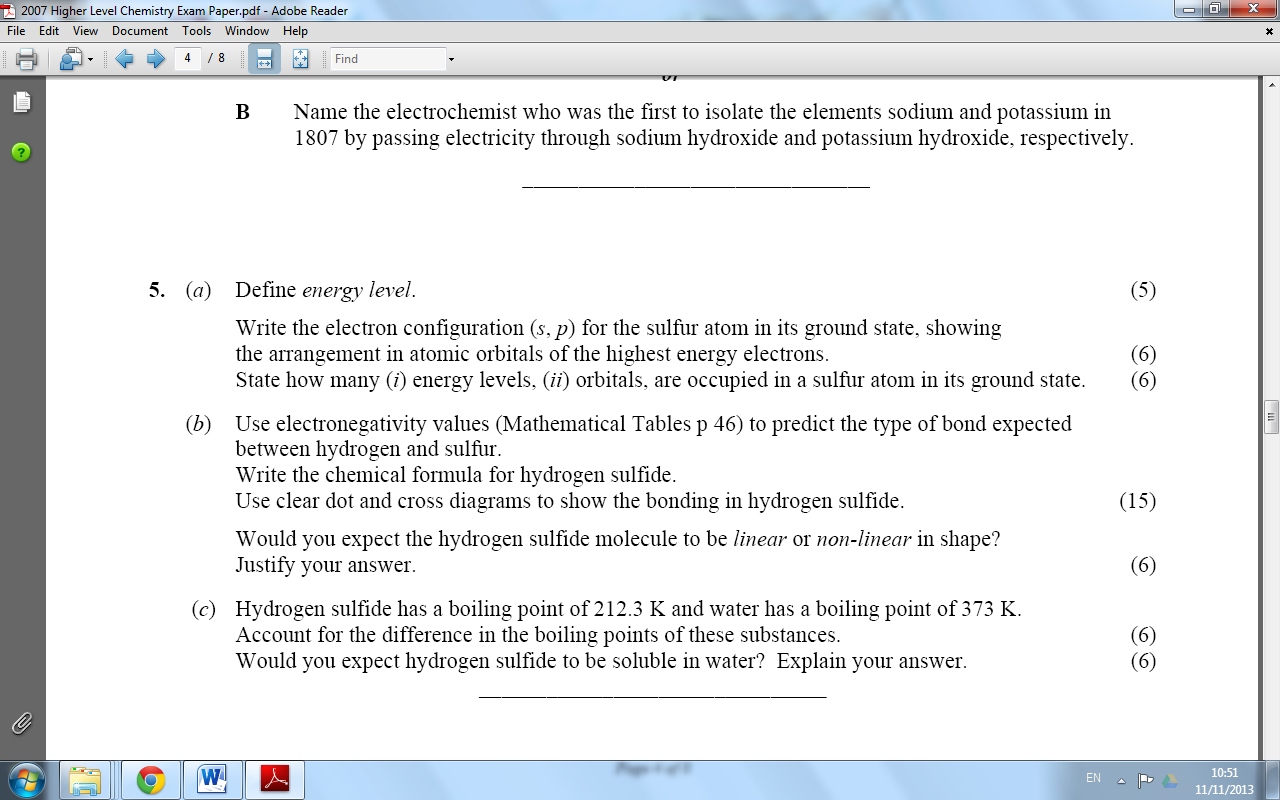 2007 Higher Level Chemistry Exam Paper.pdf - Adobe Reader
File Edit View Document Tools Window Help
4 / 8 Find
or
B Name the electrochemist who was the first to isolate the elements sodium and potassium in
1807 by passing electricity through sodium hydroxide and potassium hydroxide, respectively.
5. (a) Define energy level. (5)
Write the electron configuration (s, p) for the sulfur atom in its ground state, showing
the arrangement in atomic orbitals of the highest energy electrons. (6)
State how many (i) energy levels, (ii) orbitals, are occupied in a sulfur atom in its ground state. (6)
(b) Use electronegativity values (Mathematical Tables p 46) to predict the type of bond expected
between hydrogen and sulfur.
Write the chemical formula for hydrogen sulfide.
Use clear dot and cross diagrams to show the bonding in hydrogen sulfide. (15)
Would you expect the hydrogen sulfide molecule to be linear or non-linear in shape?
Justify your answer. (6)
(c) Hydrogen sulfide has a boiling point of 212.3 K and water has a boiling point of 373 K.
Account for the difference in the boiling points of these substances. (6)
Would you expect hydrogen sulfide to be soluble in water? Explain your answer. (6)
EN 10:51
11/11/2013